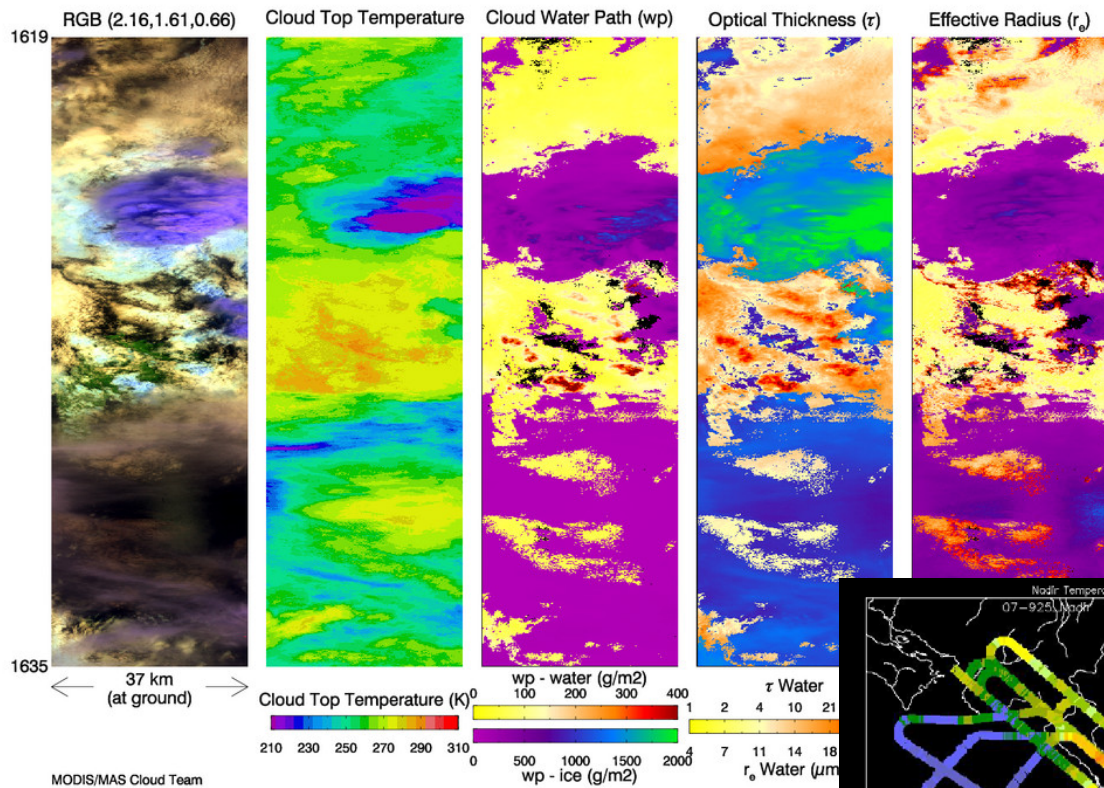 RGB (2.16,1.61,0.66)
Cloud Top Temperature
Cloud Water Path (wp)
Optical Thickness (τ)
Effective Radius (rₑ)
1619
1635
37 km
(at ground)
Cloud Top Temperature (K)
210 230 250 270 290 310
wp - water (g/m2)
0 100 200 300 400
0 500 1000 1500 2000
wp - ice (g/m2)
τ Water
1 2 4 10 21
4 7 11 14 18
rₑ Water (μm
Nadir Tempera
07-925, Nadir
MODIS/MAS Cloud Team